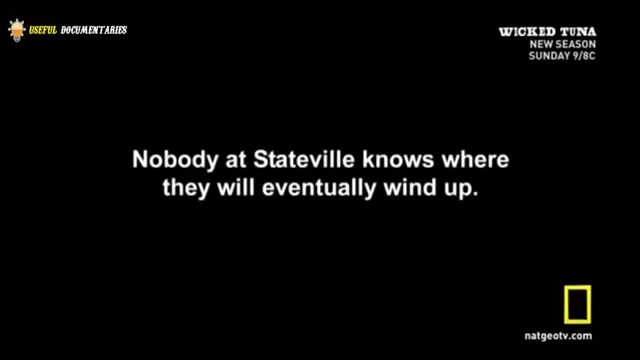 USEFUL DOCUMENTARIES
WICKED TUNA
NEW SEASON
SUNDAY 9/8C
Nobody at Stateville knows where
they will eventually wind up.
natgeotv.com